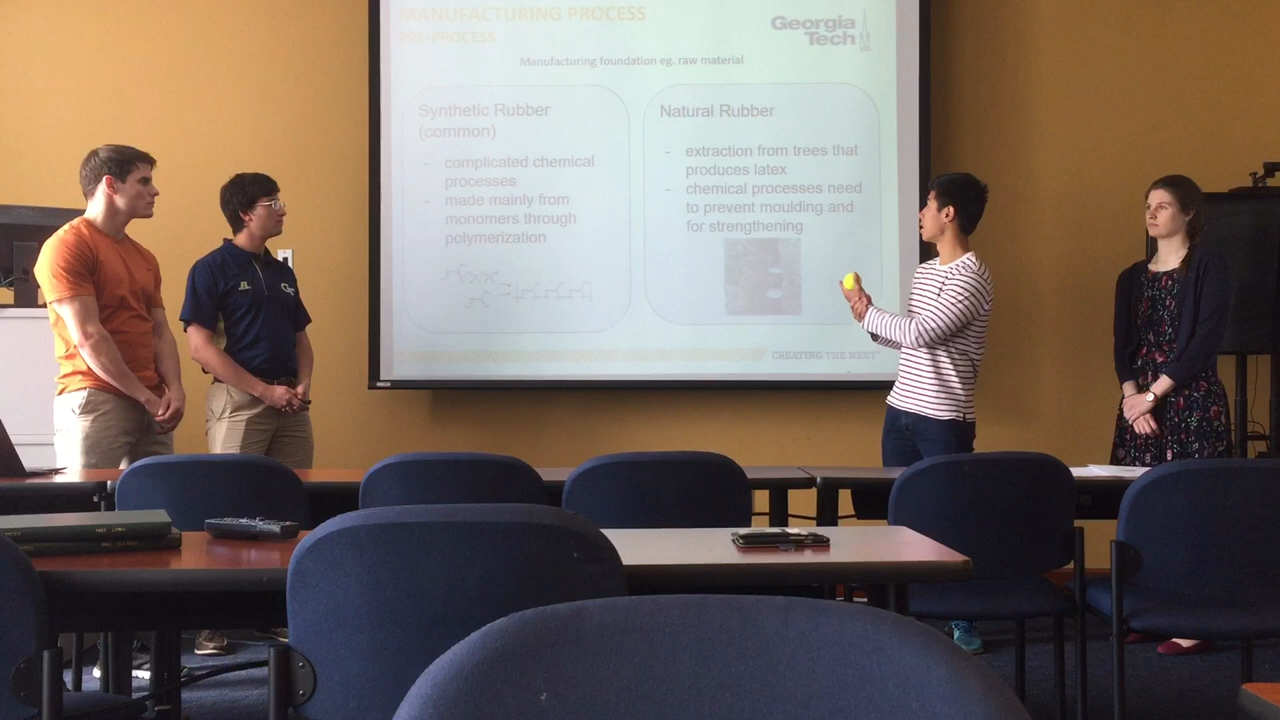 MANUFACTURING PROCESS
PRE-PROCESS
Georgia
Tech
Manufacturing foundation eg. raw material
Synthetic Rubber
(common)
- complicated chemical
processes
- made mainly from
monomers through
polymerization
Natural Rubber
- extraction from trees that
produces latex
- chemical processes need
to prevent moulding and
for strengthening
CREATING THE NEXT
GT